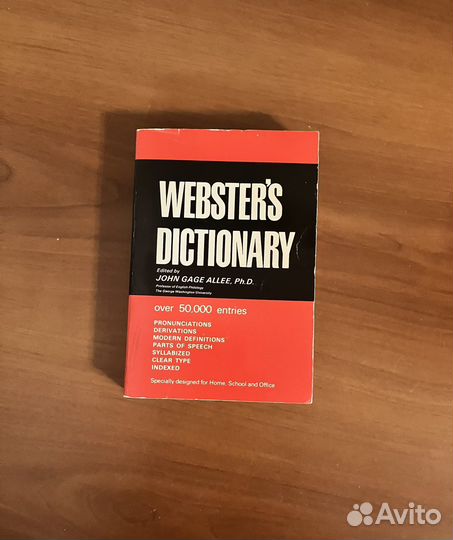 WEBSTER'S
DICTIONARY
Edited by
JOHN GAGE ALLEE, Ph.D.
Professor of English Philology
The George Washington University
over 50,000 entries
PRONUNCIATIONS
DERIVATIONS
MODERN DEFINITIONS
PARTS OF SPEECH
SYLLABIZED
CLEAR TYPE
INDEXED
Specially designed for Home, School and Office
Avito